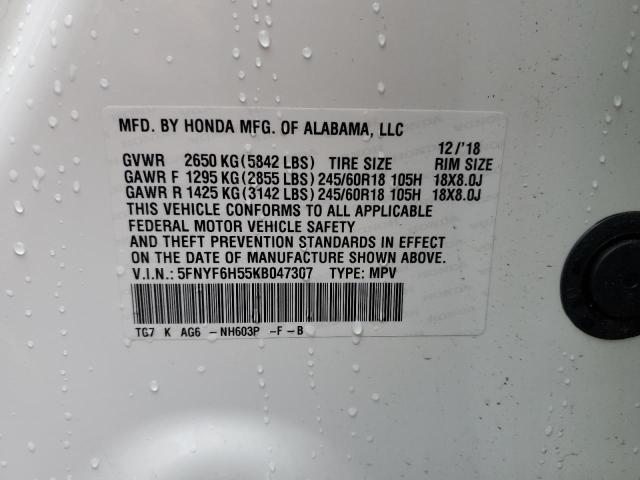 MFD. BY HONDA MFG. OF ALABAMA, LLC
12/'18
GVWR 2650 KG(5842 LBS) TIRE SIZE RIM SIZE
GAWR F 1295 KG(2855 LBS)245/60R18 105H 18X8.0J
GAWR R 1425 KG(3142 LBS)245/60R18 105H 18X8.0J
THIS VEHICLE CONFORMS TO ALL APPLICABLE
FEDERAL MOTOR VEHICLE SAFETY
AND THEFT PREVENTION STANDARDS IN EFFECT
ON THE DATE OF MANUFACTURE SHOWN ABOVE.
V.I.N.: 5FNYF6H55KB047307 TYPE: MPV
TG7 K AG6 -NH603P -F-B